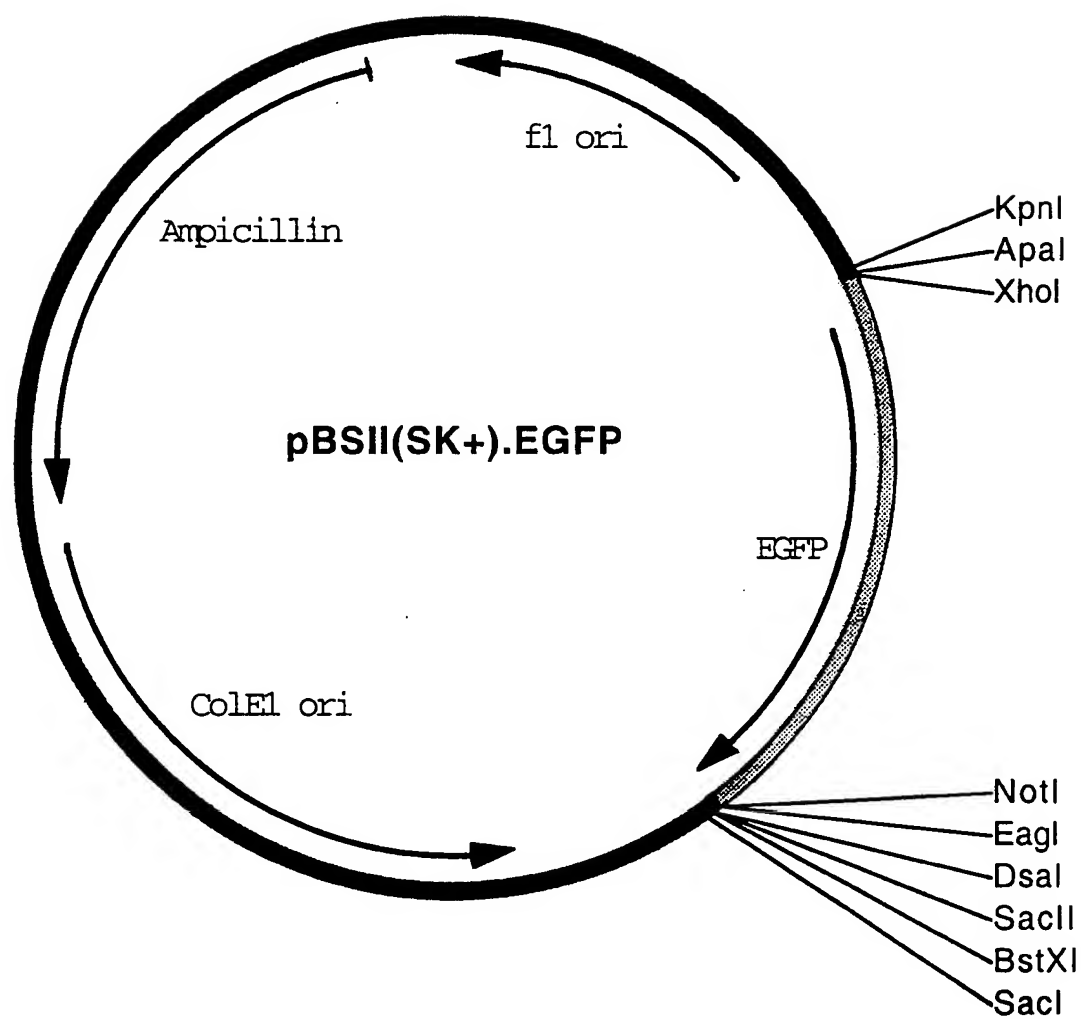 f1 ori
Ampicillin
KpnI
ApaI
XhoI
pBSII(SK+).EGFP
EGFP
ColE1 ori
NotI
EagI
DsaI
SacII
BstXI
SacI